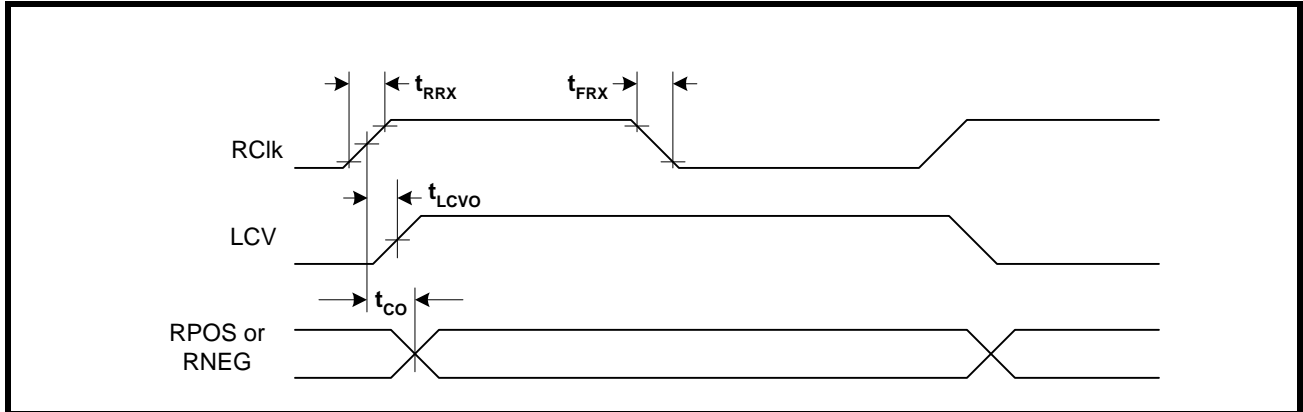 tRRX
tFRX
RClk
tLCVO
LCV
tCO
RPOS or
RNEG